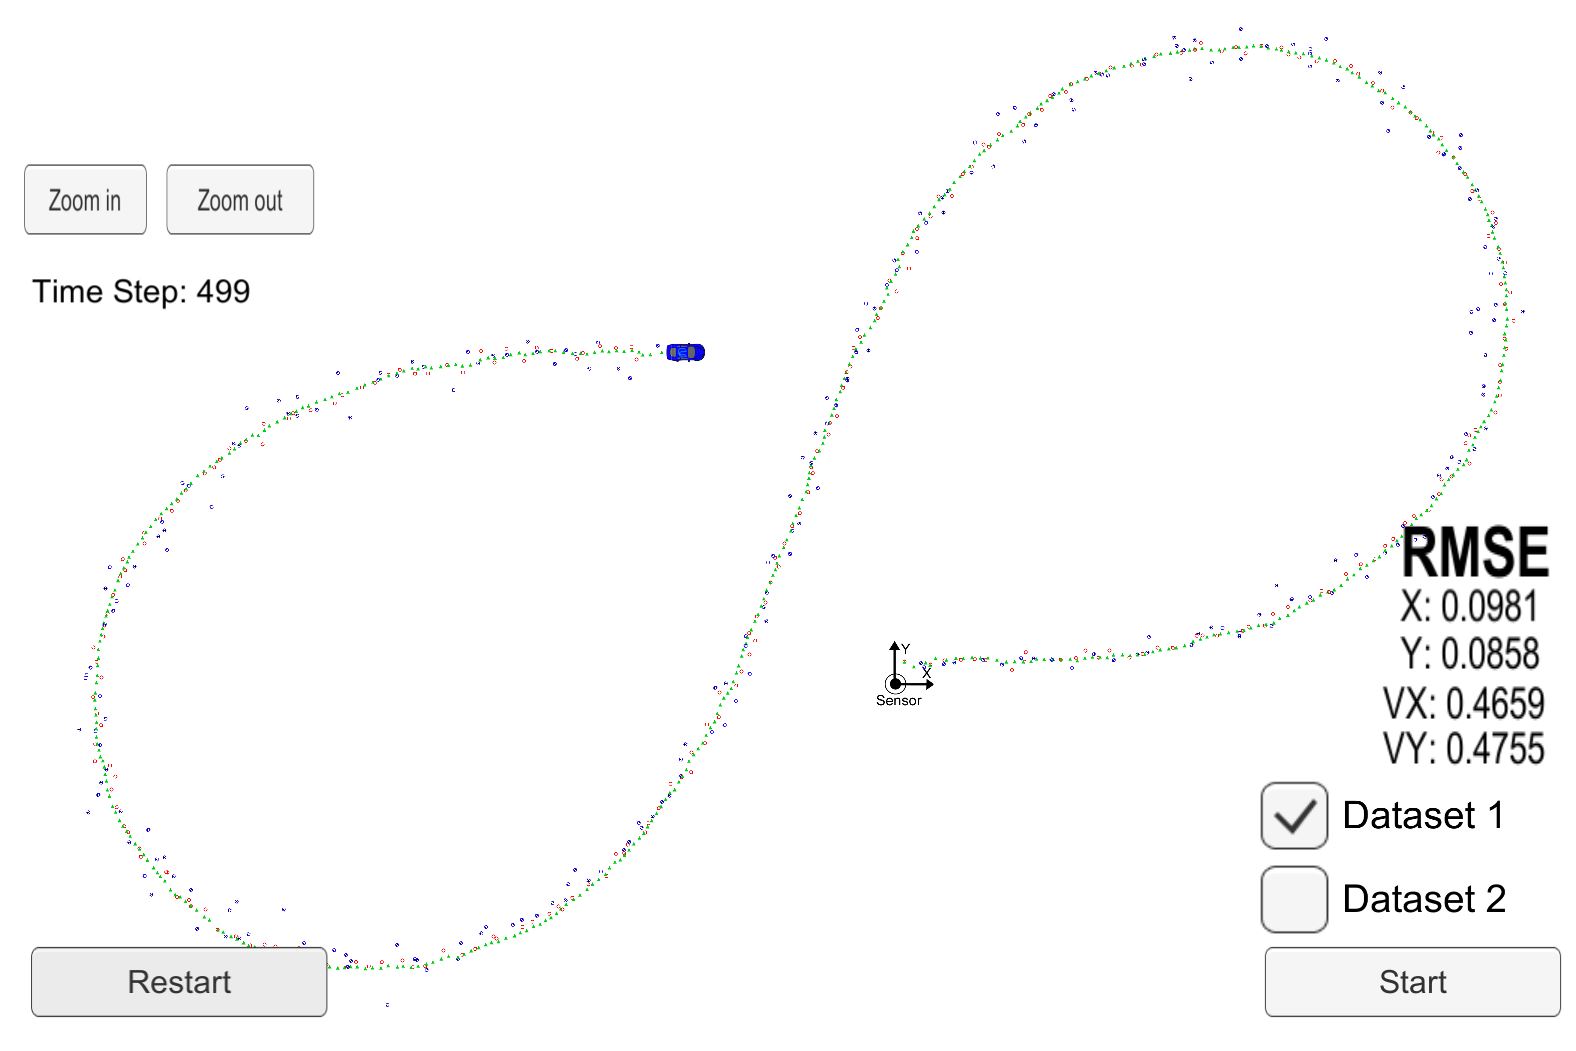 Zoom in
Zoom out
Time Step: 499
Y
X
Sensor
RMSE
X: 0.0981
Y: 0.0858
VX: 0.4659
VY: 0.4755
Dataset 1
Dataset 2
Restart
Start